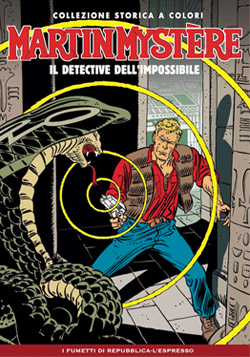 COLLEZIONE STORICA A COLORI
MARTIN MYSTÈRE
IL DETECTIVE DELL'IMPOSSIBILE
I FUMETTI DI REPUBBLICA-L'ESPRESSO